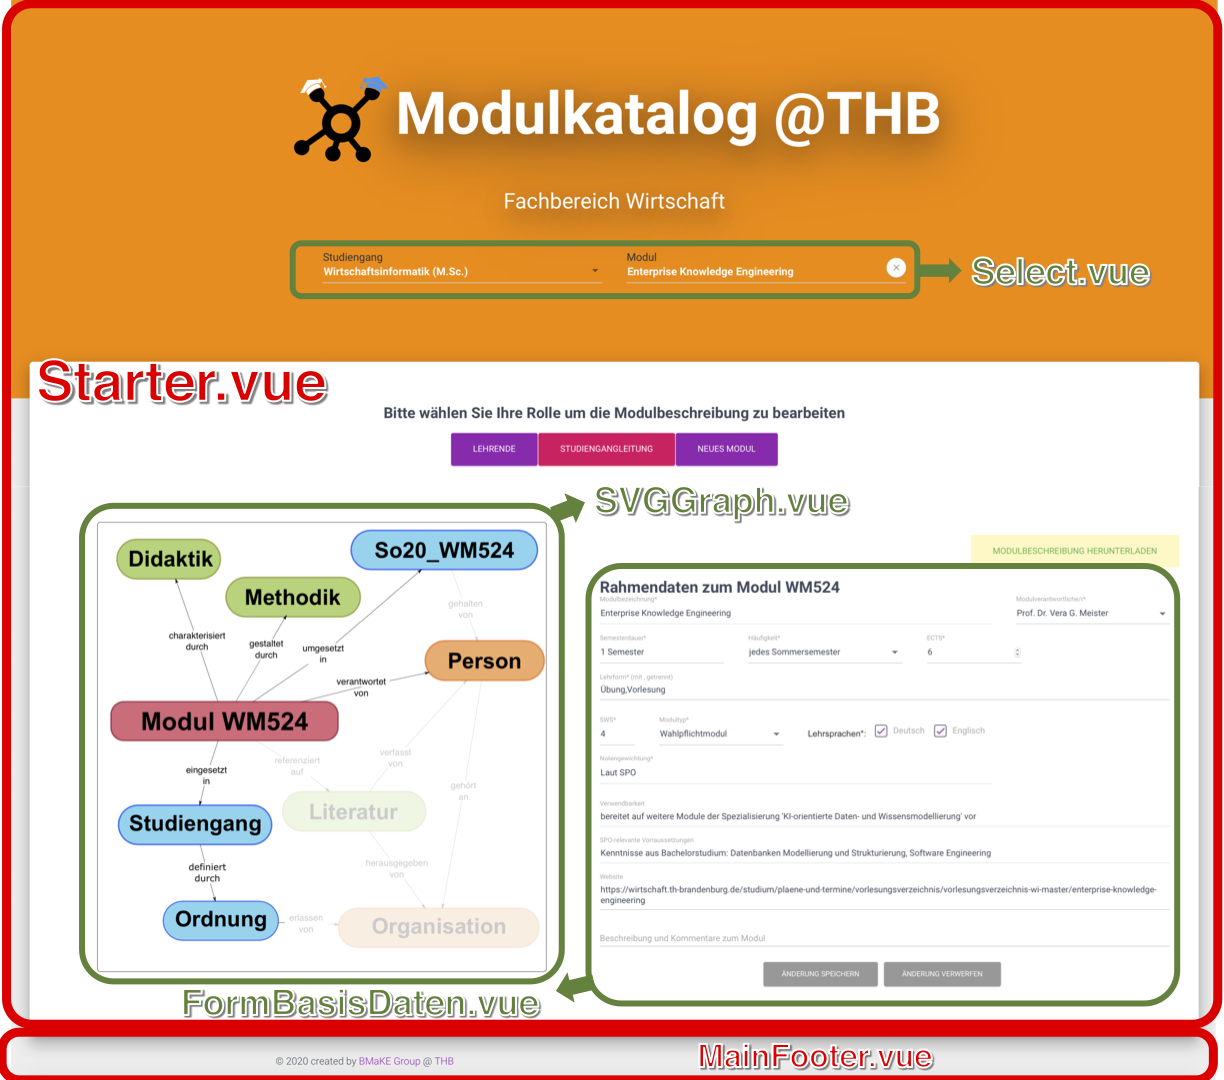 Modulkatalog @THB
Fachbereich Wirtschaft
Studiengang
Wirtschaftsinformatik (M.Sc.)
Modul
Enterprise Knowledge Engineering
Select.vue
Starter.vue
Bitte wählen Sie Ihre Rolle um die Modulbeschreibung zu bearbeiten
LEHRENDE
STUDIENGANGLEITUNG
NEUES MODUL
SVGGraph.vue
Didaktik
So20_WM524
Methodik
gehalten
von
charakterisiert
durch
gestaltet
durch
umgesetzt
in
Person
verantwortet
von
Modul WM524
verfasst
von
referenziert
auf
eingesetzt
in
gehört
an
Literatur
Studiengang
herausgegeben
von
definiert
durch
Ordnung
erlassen
von
Organisation
MODULBESCHREIBUNG HERUNTERLADEN
Rahmendaten zum Modul WM524
Modulbezeichnung*
Enterprise Knowledge Engineering
Modulverantwortliche/r*
Prof. Dr. Vera G. Meister
Semesterdauer*
1 Semester
Häufigkeit*
jedes Sommersemester
ECTS*
6
Lehrform* (mit , getrennt)
Übung,Vorlesung
SWS*
4
Modultyp*
Wahlpflichtmodul
Lehrsprachen*:
Deutsch
Englisch
Notengewichtung*
Laut SPO
Verwendbarkeit
bereitet auf weitere Module der Spezialisierung 'KI-orientierte Daten- und Wissensmodellierung' vor
SPO-relevante Vorraussetzungen
Kenntnisse aus Bachelorstudium: Datenbanken Modellierung und Strukturierung, Software Engineering
Website
https://wirtschaft.th-brandenburg.de/studium/plaene-und-termine/vorlesungsverzeichnis/vorlesungsverzeichnis-wi-master/enterprise-knowledge-
engineering
Beschreibung und Kommentare zum Modul
ÄNDERUNG SPEICHERN
ÄNDERUNG VERWERFEN
FormBasisDaten.vue
© 2020 created by BMaKE Group @ THB
MainFooter.vue